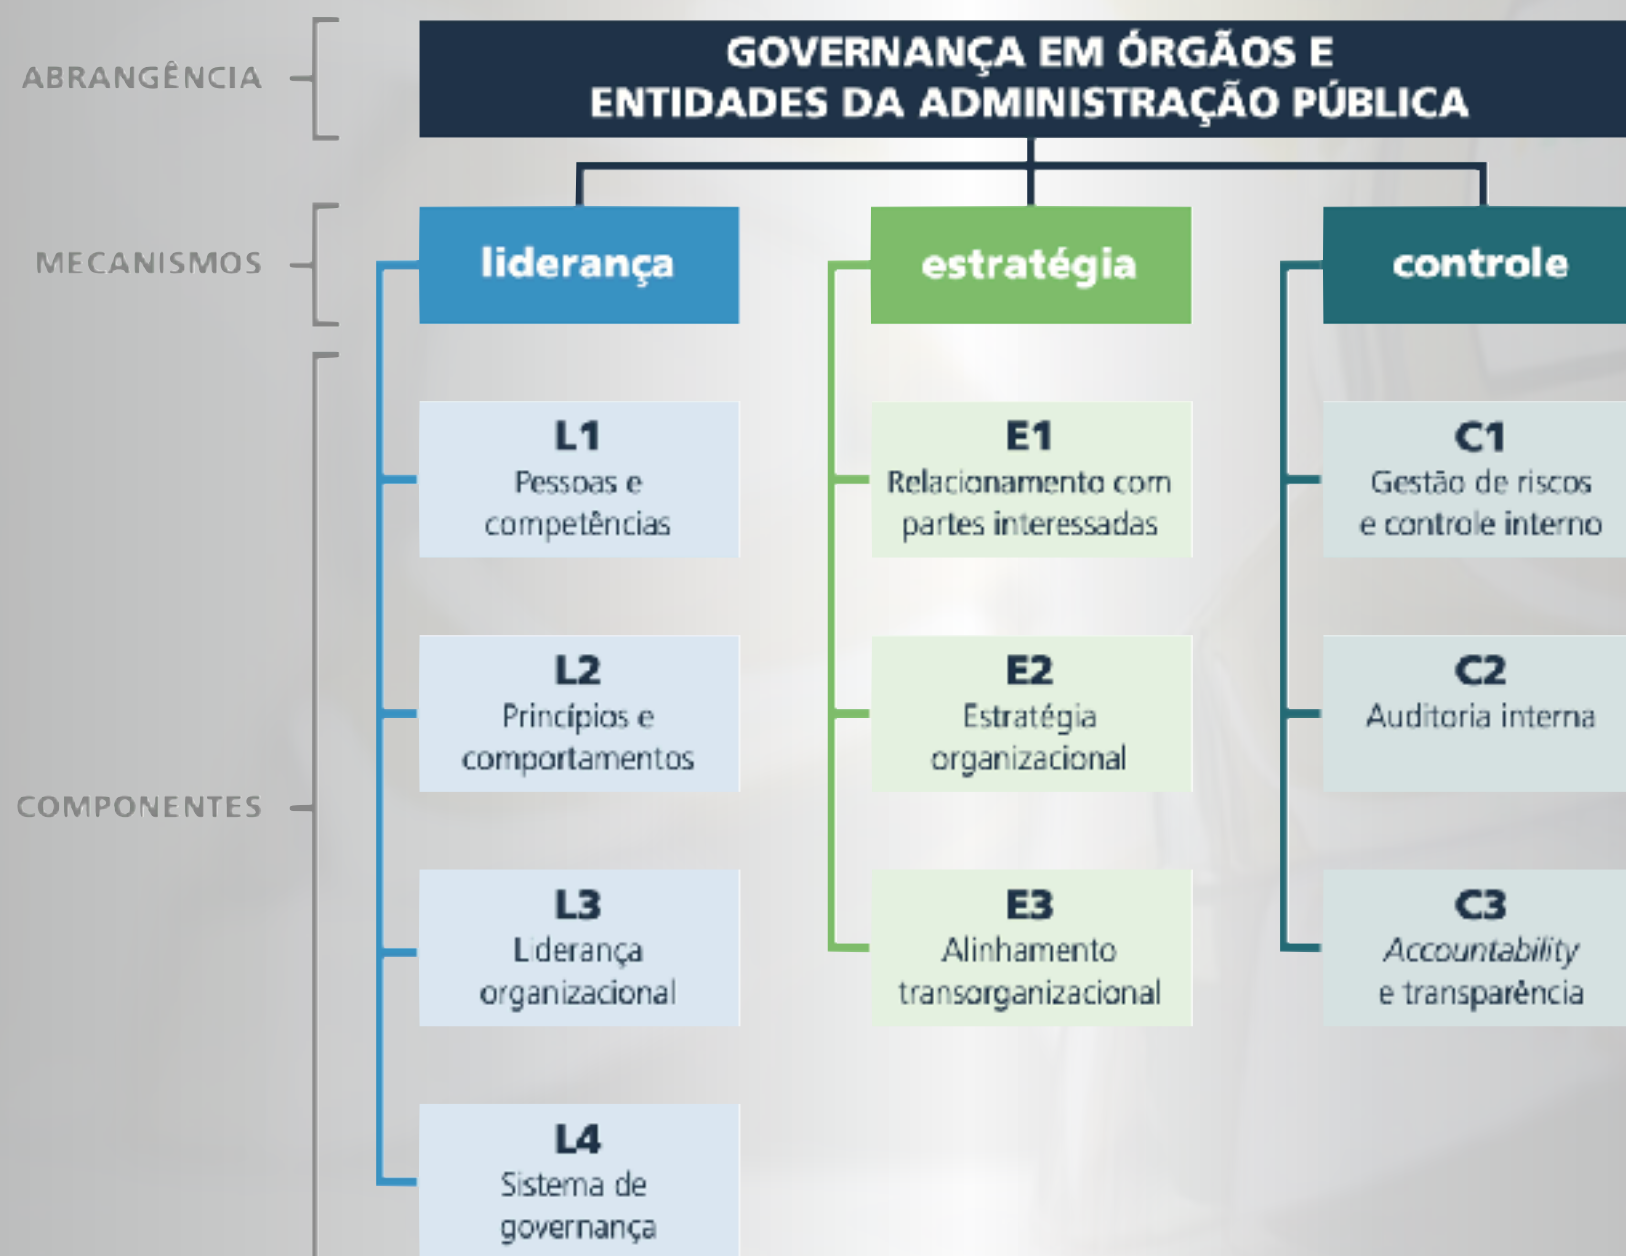 ABRANGÊNCIA
GOVERNANÇA EM ÓRGÃOS E
ENTIDADES DA ADMINISTRAÇÃO PÚBLICA
MECANISMOS
liderança
estratégia
controle
COMPONENTES
L1
Pessoas e
competências
L2
Princípios e
comportamentos
L3
Liderança
organizacional
L4
Sistema de
governança
E1
Relacionamento com
partes interessadas
E2
Estratégia
organizacional
E3
Alinhamento
transorganizacional
C1
Gestão de riscos
e controle interno
C2
Auditoria interna
C3
Accountability
e transparência